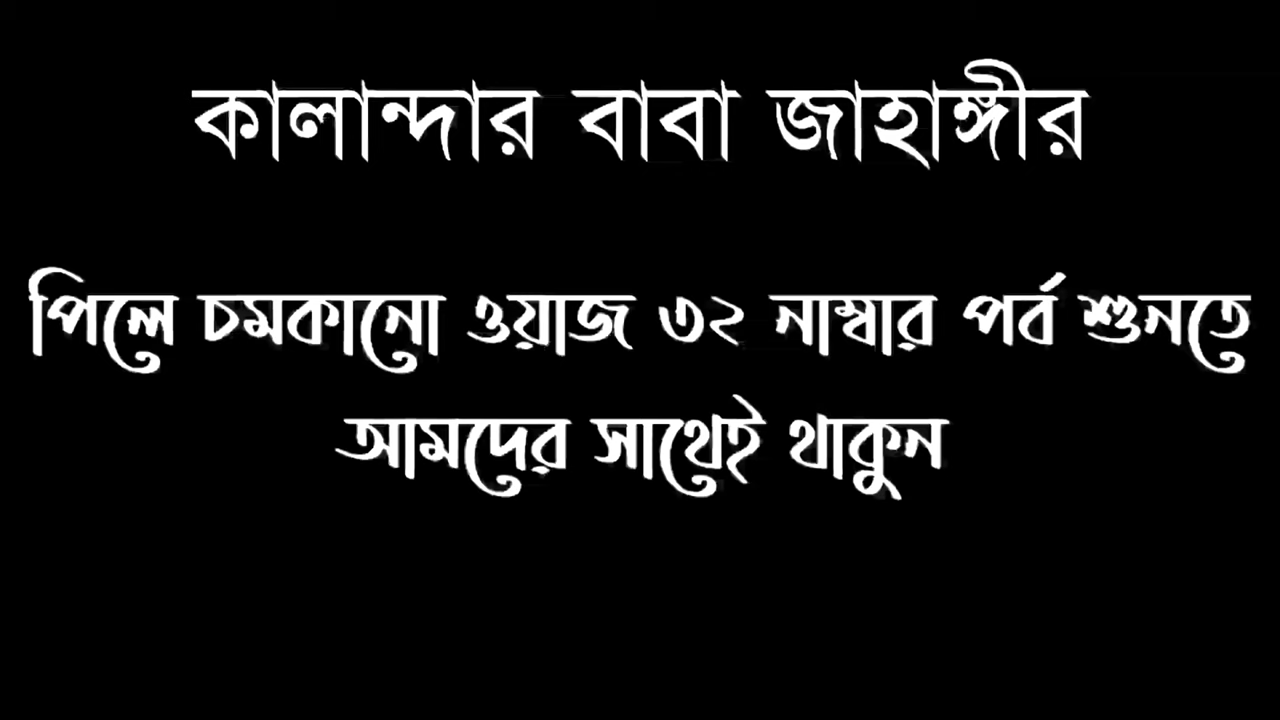 কালান্দার বাবা জাহাঙ্গীর
পিলে চমকানো ওয়াজ ৩২ নাম্বার পর্ব শুনতে
আমদের সাথেই থাকুন